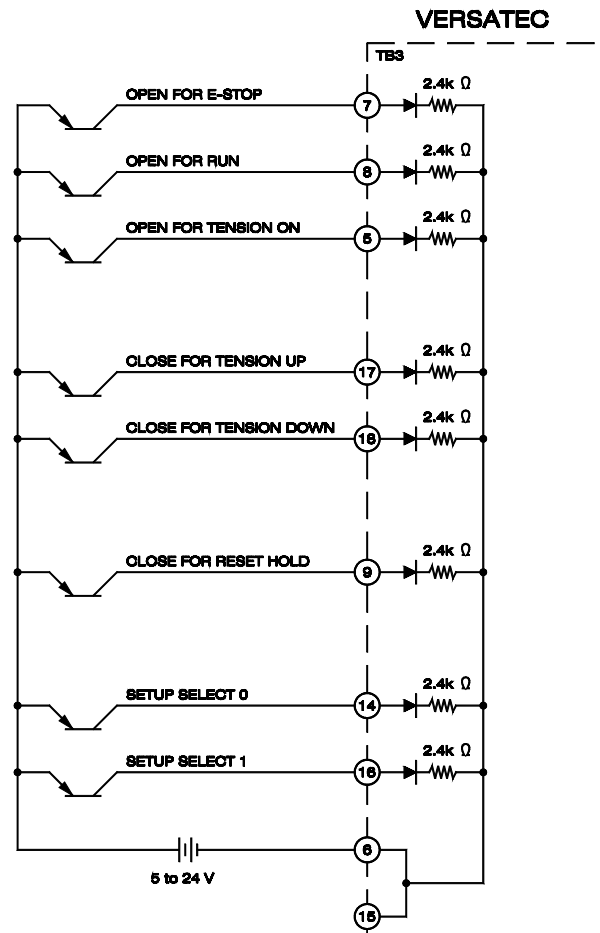 VERSATEC
TB3
2.4k Ω
OPEN FOR E-STOP
7
2.4k Ω
OPEN FOR RUN
8
2.4k Ω
OPEN FOR TENSION ON
5
2.4k Ω
CLOSE FOR TENSION UP
17
2.4k Ω
CLOSE FOR TENSION DOWN
18
2.4k Ω
CLOSE FOR RESET HOLD
9
2.4k Ω
SETUP SELECT 0
14
2.4k Ω
SETUP SELECT 1
16
6
5 to 24 V
15